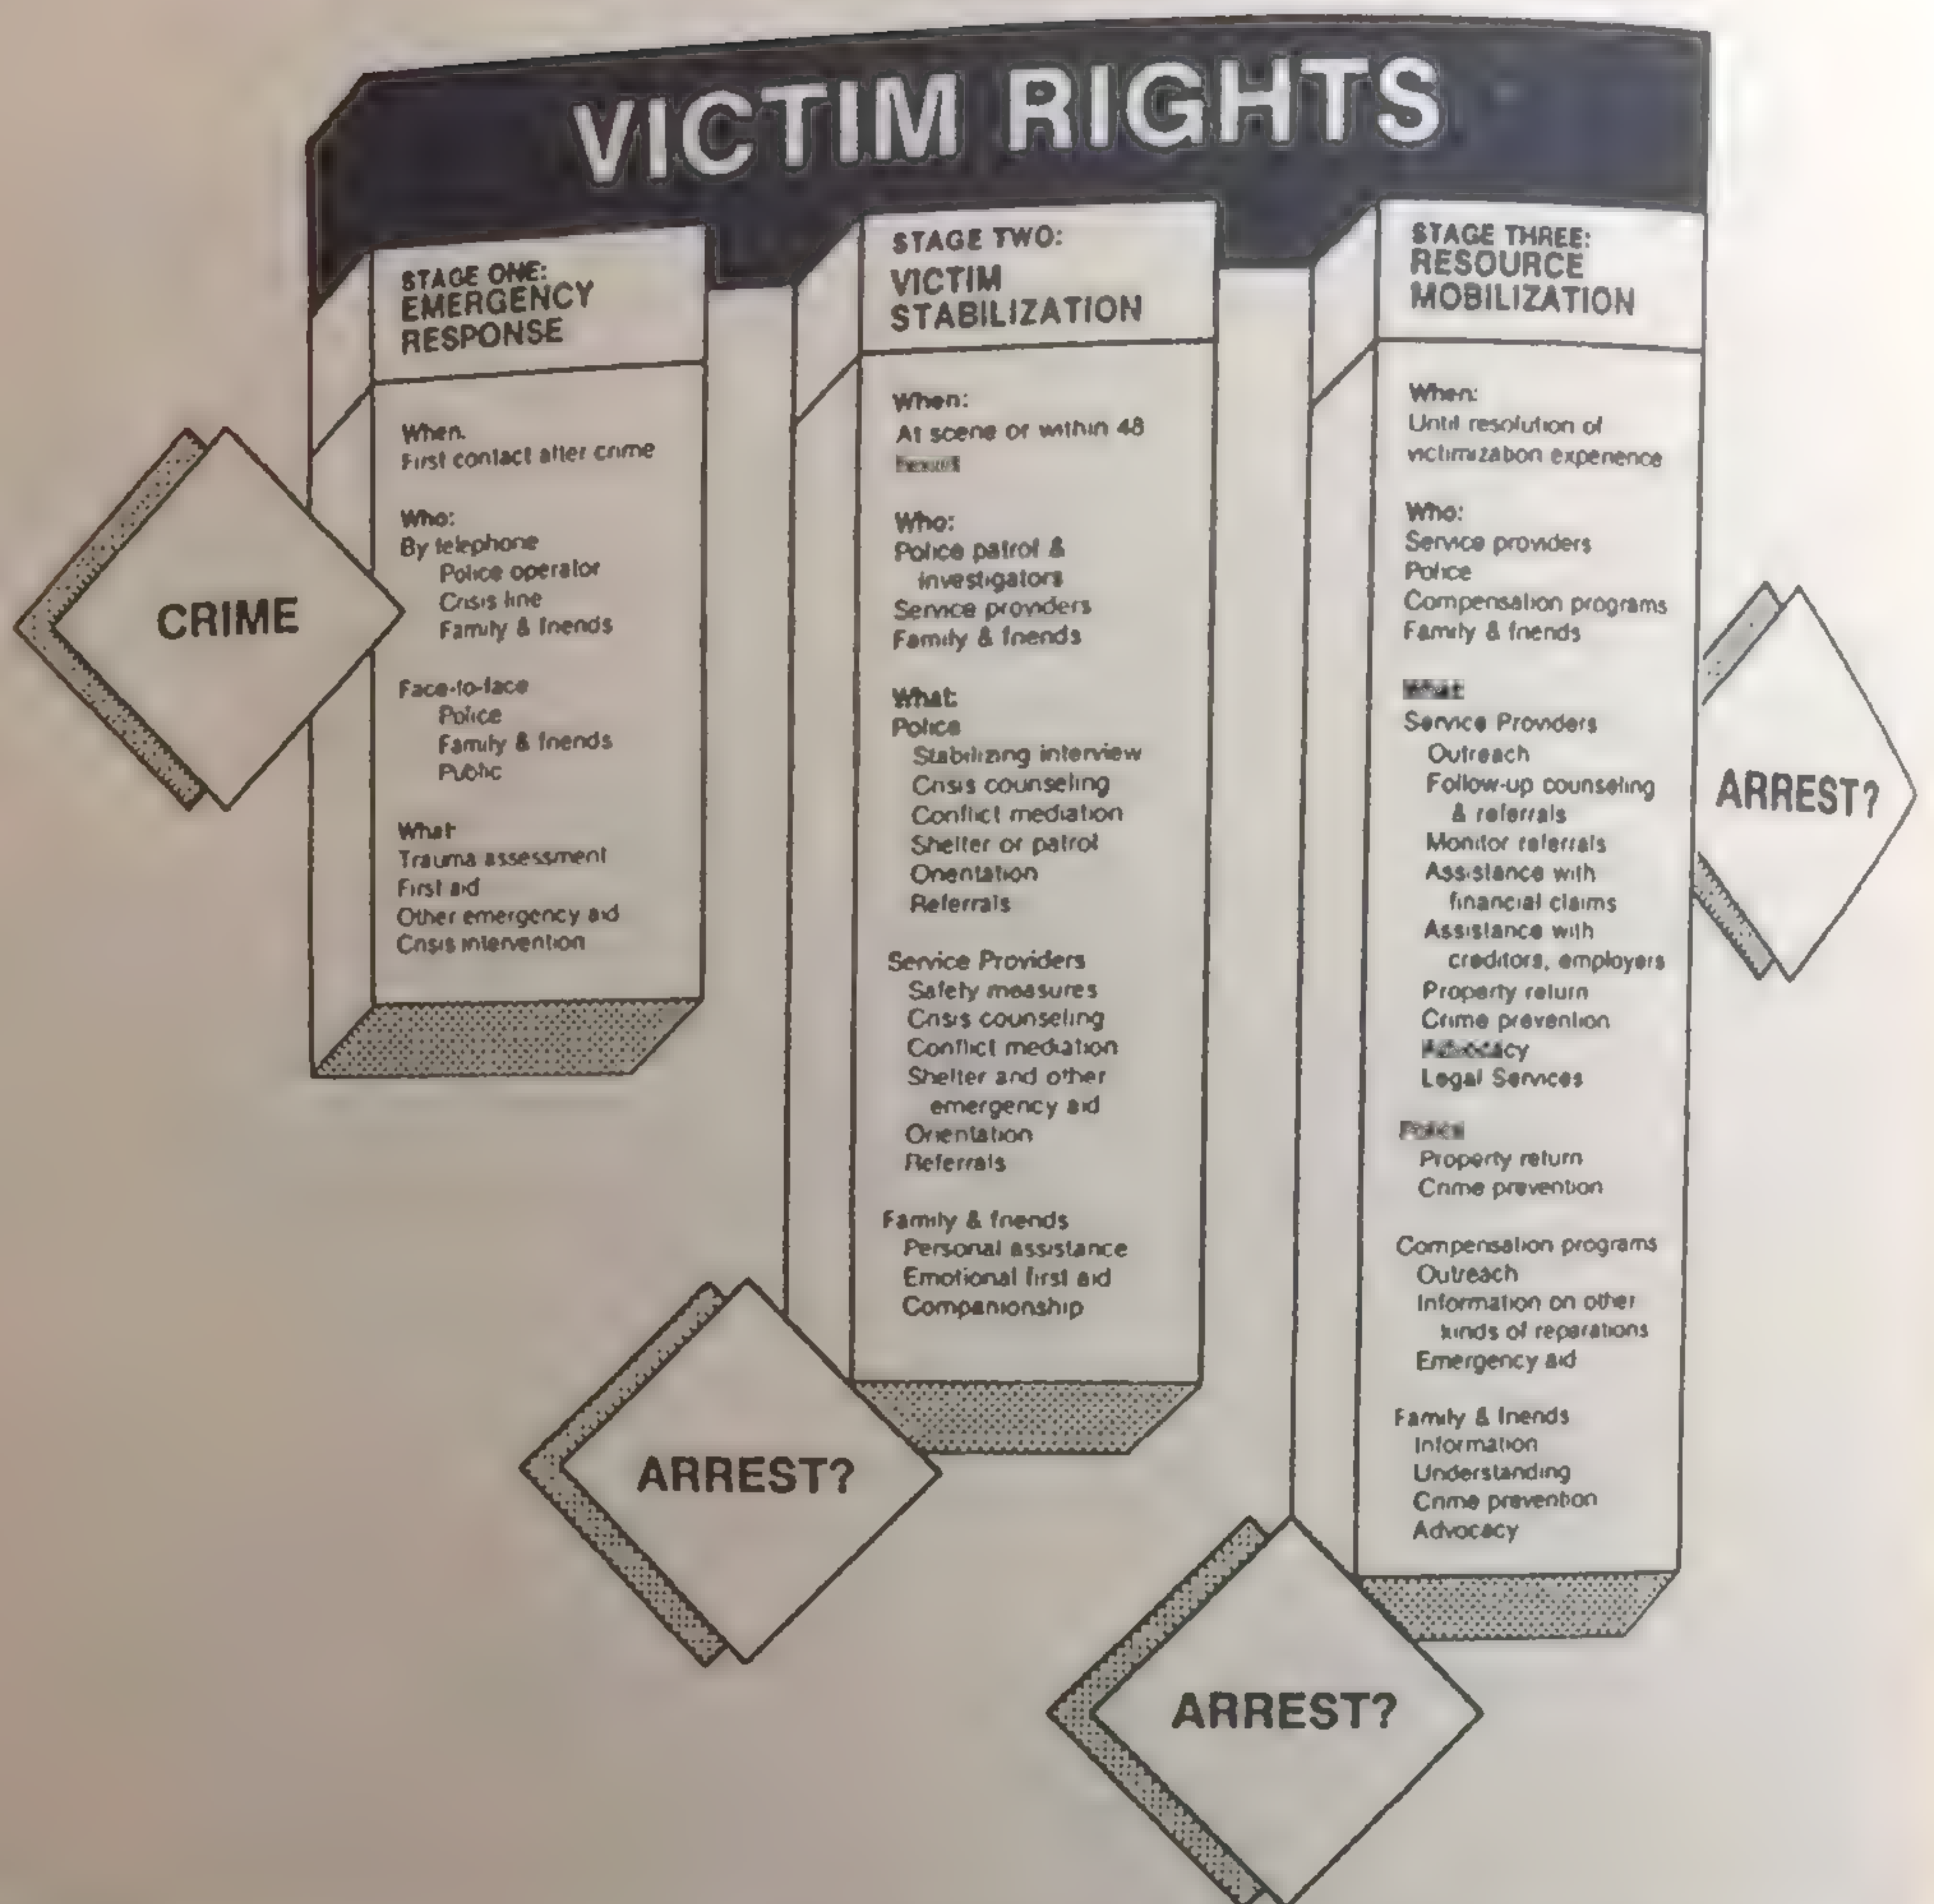 VICTIM RIGHTS
STAGE ONE:
EMERGENCY
RESPONSE
When.
First contact after crime
Who:
By telephone
Police operator
Crisis line
Family & friends
Face-to-face
Police
Family & friends
Public
What
Trauma assessment
First aid
Other emergency aid
Crisis intervention
CRIME
STAGE TWO:
VICTIM
STABILIZATION
When:
At scene or within 48
Who:
Police patrol &
investigators
Service providers
Family & friends
What:
Police
Stabilizing interview
Crisis counseling
Conflict mediation
Shelter or patrol
Orientation
Referrals
Service Providers
Safety measures
Crisis counseling
Conflict mediation
Shelter and other
emergency aid
Orientation
Referrals
Family & friends
Personal assistance
Emotional first aid
Companionship
ARREST?
STAGE THREE:
RESOURCE
MOBILIZATION
When:
Until resolution of
victimization experience
Who:
Service providers
Police
Compensation programs
Family & friends
Service Providers
Outreach
Follow-up counseling
& referrals
Monitor referrals
Assistance with
financial claims
Assistance with
creditors, employers
Property return
Crime prevention
Legal Services
Property return
Crime prevention
Compensation programs
Outreach
Information on other
kinds of reparations
Emergency aid
Family & friends
Information
Understanding
Crime prevention
Advocacy
ARREST?
ARREST?